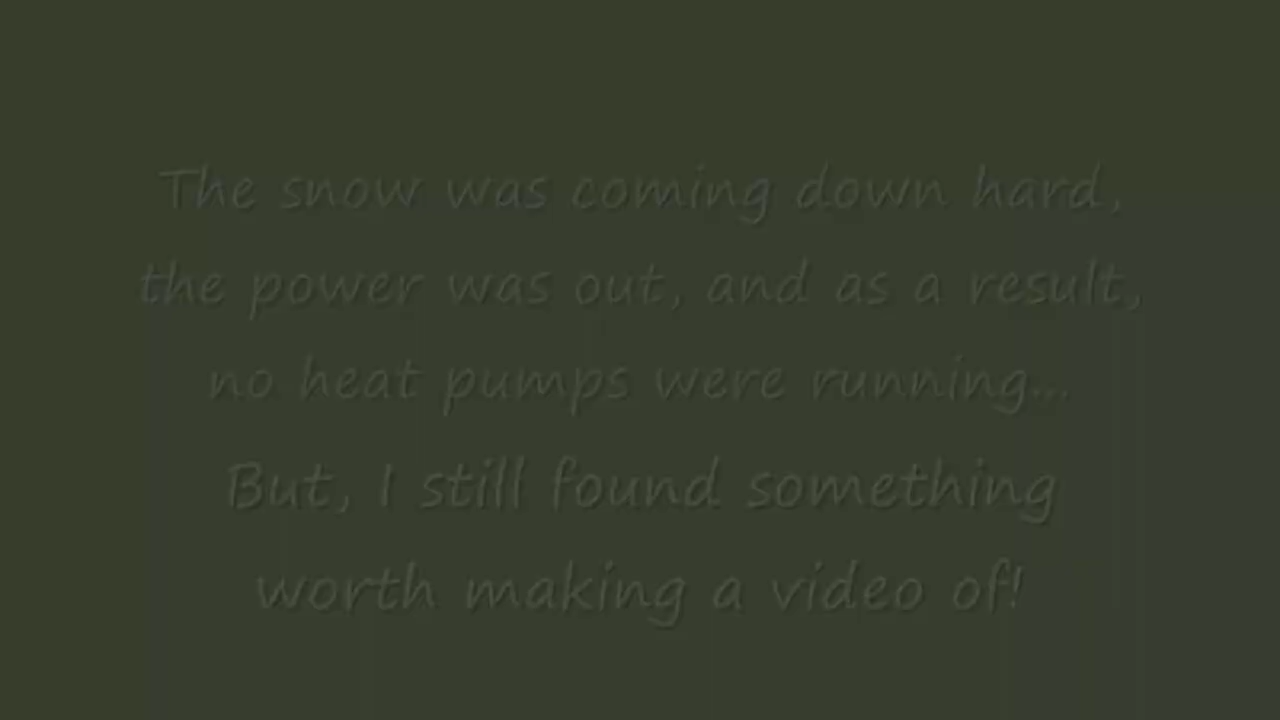 The snow was coming down hard,
the power was out, and as a result,
no heat pumps were running...
But, I still found something
worth making a video of!